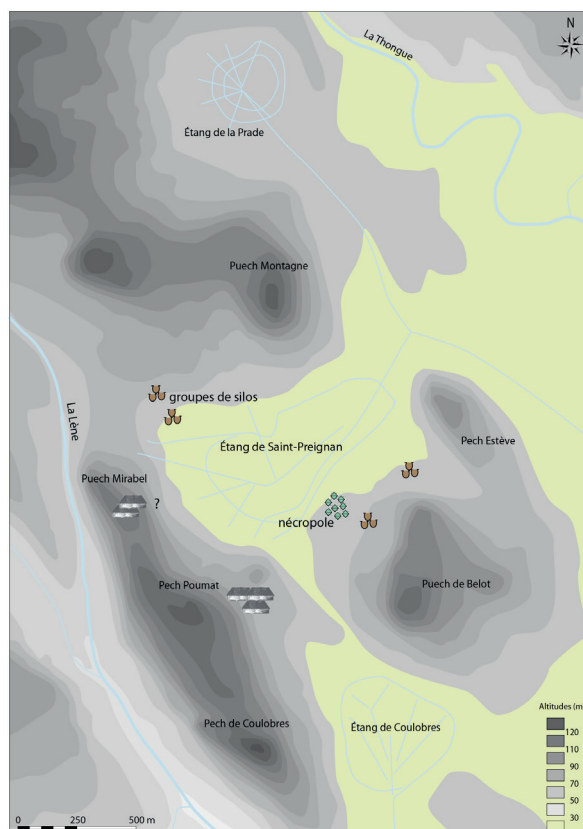 N
La Thongue
Étang de la Prade
Puech Montagne
La Lène
groupes de silos
Étang de Saint-Preignan
Pech Estève
Puech Mirabel
?
nécropole
Pech Poumat
Puech de Belot
Pech de Coulobres
Étang de Coulobres
Altitudes (m
120
110
90
70
50
30
0 250 500 m